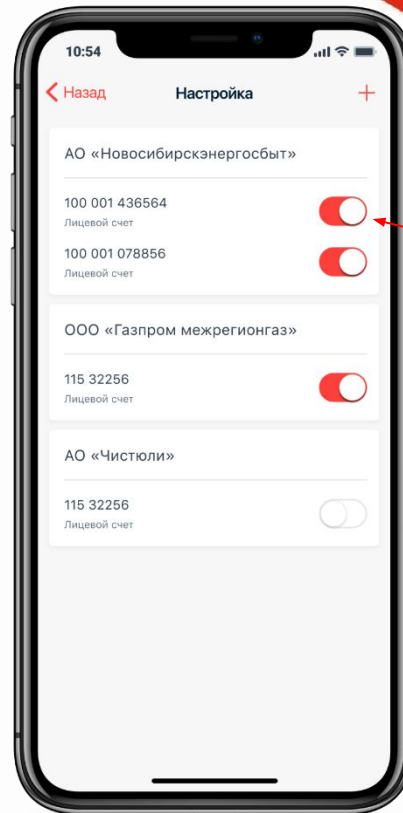 10:54
Назад
Настройка
АО «Новосибирскэнергосбыт»
100 001 436564
Лицевой счет
100 001 078856
Лицевой счет
ООО «Газпром межрегионгаз»
115 32256
Лицевой счет
АО «Чистюли»
115 32256
Лицевой счет